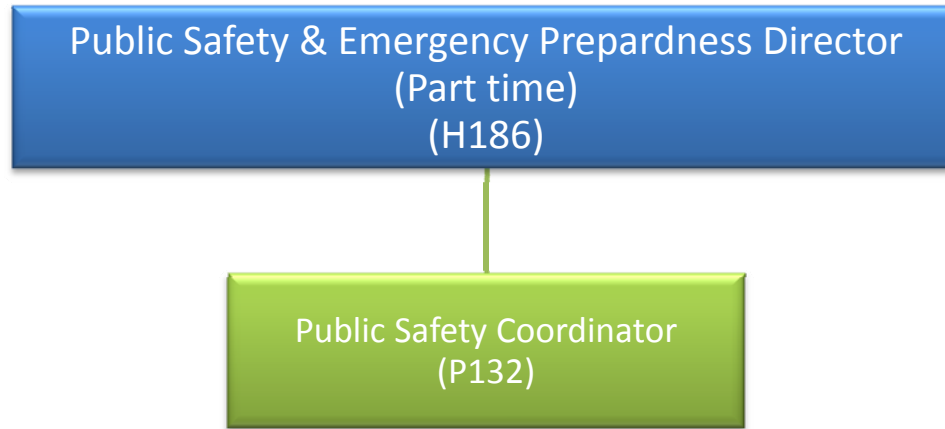 Public Safety & Emergency Prepardness Director
(Part time)
(H186)
Public Safety Coordinator
(P132)